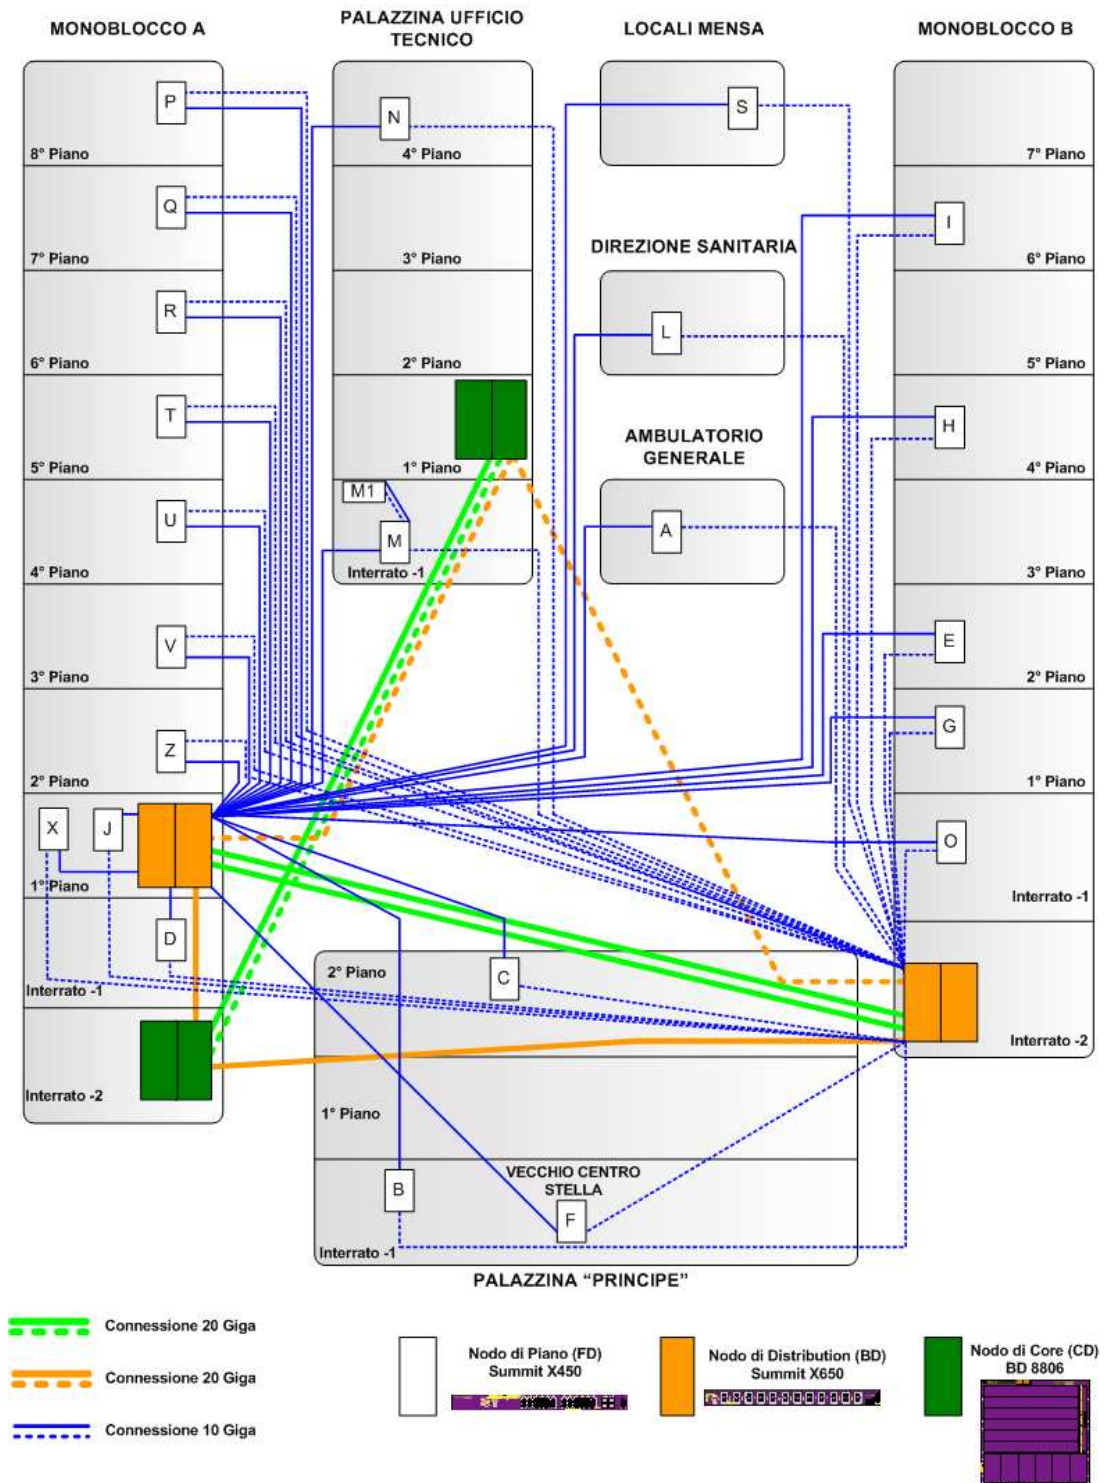 MONOBLOCCO A
PALAZZINA UFFICIO
TECNICO
LOCALI MENSA
MONOBLOCCO B
P
8° Piano
Q
7° Piano
R
6° Piano
T
5° Piano
U
4° Piano
V
3° Piano
Z
2° Piano
X
J
1° Piano
D
Interrato -1
Interrato -2
N
4° Piano
3° Piano
2° Piano
1° Piano
M1
M
Interrato -1
S
DIREZIONE SANITARIA
L
AMBULATORIO
GENERALE
A
7° Piano
I
6° Piano
5° Piano
H
4° Piano
3° Piano
E
2° Piano
G
1° Piano
O
Interrato -1
Interrato -2
2° Piano
C
1° Piano
B
VECCHIO CENTRO
STELLA
F
Interrato -1
PALAZZINA “PRINCIPE”
Connessione 20 Giga
Connessione 20 Giga
Connessione 10 Giga
Nodo di Piano (FD)
Summit X450
Nodo di Distribution (BD)
Summit X650
Nodo di Core (CD)
BD 8806